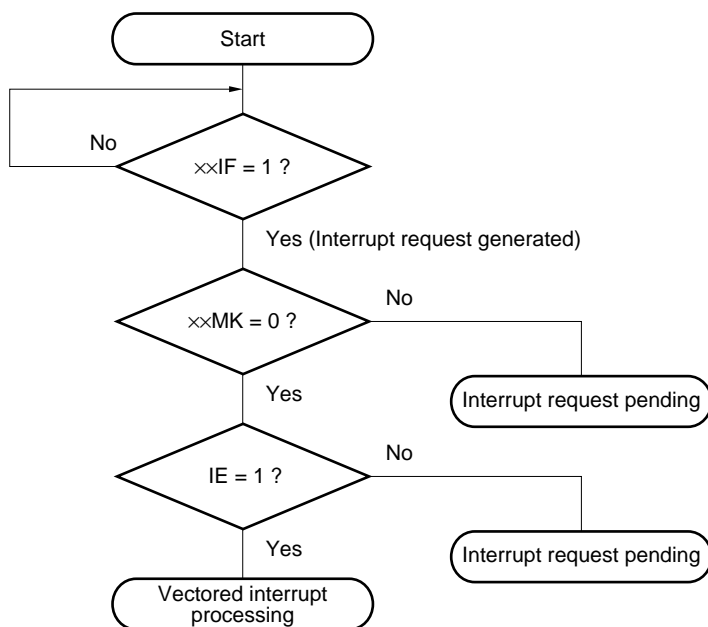 Start
No
××IF = 1 ?
Yes (Interrupt request generated)
××MK = 0 ?
No
Interrupt request pending
Yes
IE = 1 ?
No
Interrupt request pending
Yes
Vectored interrupt
processing